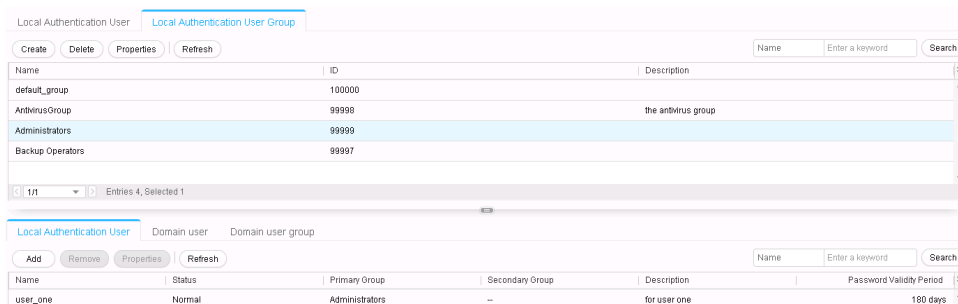 Local Authentication User Local Authentication User Group
Create Delete Properties Refresh Name Enter a keyword Search
Name ID Description
default_group 100000
AntivirusGroup 99998 the antivirus group
Administrators 99999
Backup Operators 99997
1/1 Entries 4, Selected 1
Local Authentication User Domain user Domain user group
Add Remove Properties Refresh Name Enter a keyword Search
Name Status Primary Group Secondary Group Description Password Validity Period
user_one Normal Administrators -- for user one 180 days